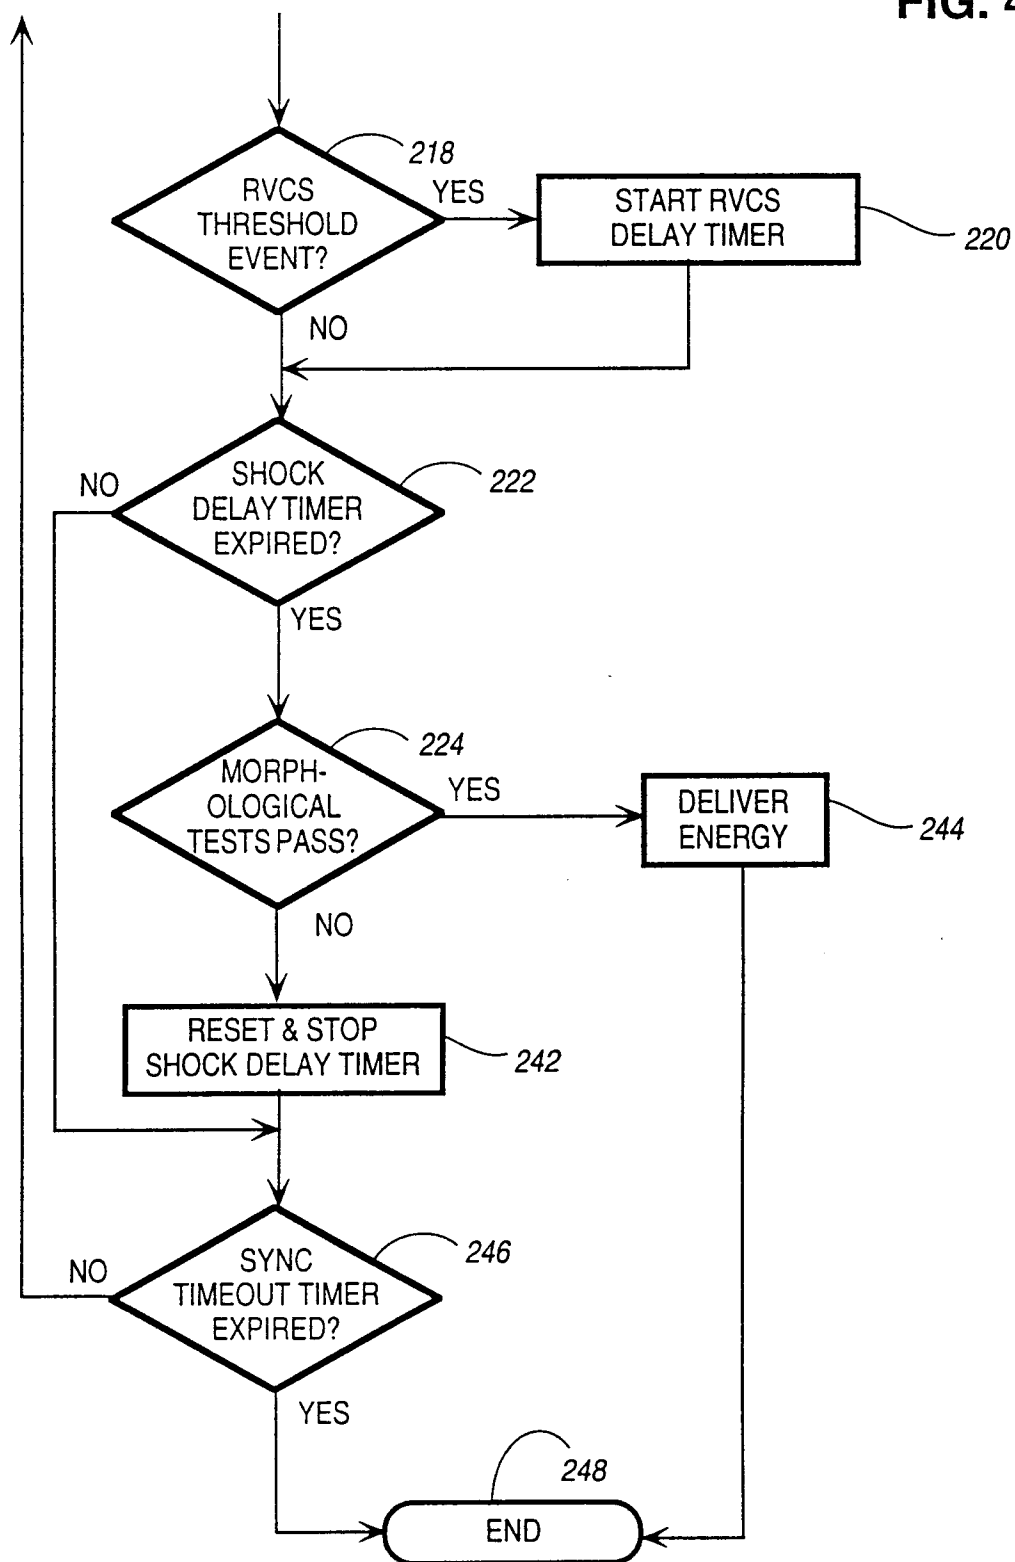 FIG. 4
218
RVCS
THRESHOLD
EVENT?
YES
START RVCS
DELAY TIMER
220
NO
NO
SHOCK
DELAY TIMER
EXPIRED?
222
YES
224
MORPH-
OLOGICAL
TESTS PASS?
YES
DELIVER
ENERGY
244
NO
RESET & STOP
SHOCK DELAY TIMER
242
NO
SYNC
TIMEOUT TIMER
EXPIRED?
246
YES
248
END